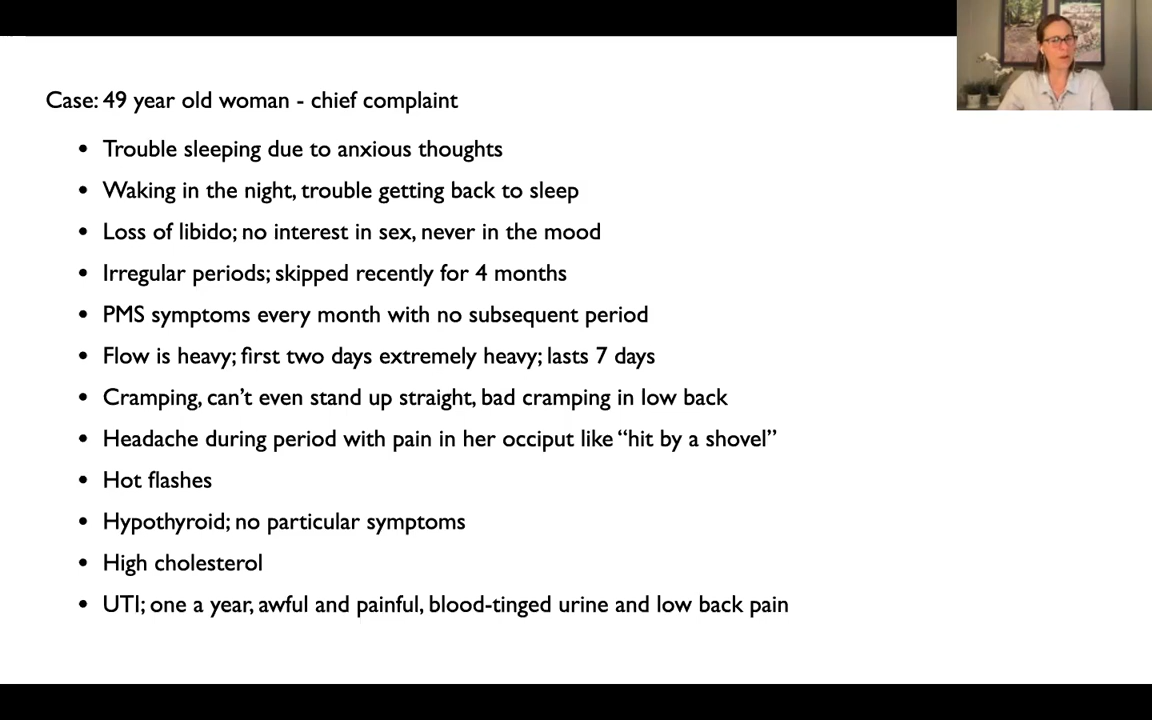 Case: 49 year old woman - chief complaint
• Trouble sleeping due to anxious thoughts
• Waking in the night, trouble getting back to sleep
• Loss of libido; no interest in sex, never in the mood
• Irregular periods; skipped recently for 4 months
• PMS symptoms every month with no subsequent period
• Flow is heavy; first two days extremely heavy; lasts 7 days
• Cramping, can’t even stand up straight, bad cramping in low back
• Headache during period with pain in her occiput like “hit by a shovel”
• Hot flashes
• Hypothyroid; no particular symptoms
• High cholesterol
• UTI; one a year, awful and painful, blood-tinged urine and low back pain